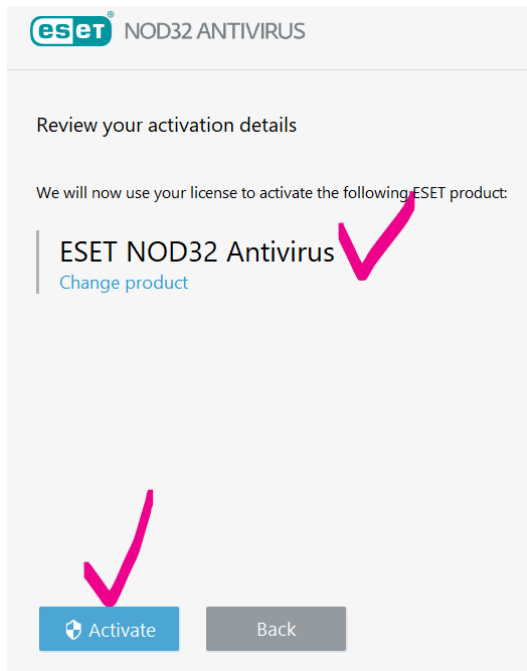 eset® NOD32 ANTIVIRUS
Review your activation details
We will now use your license to activate the following ESET product:
ESET NOD32 Antivirus
Change product
Activate Back